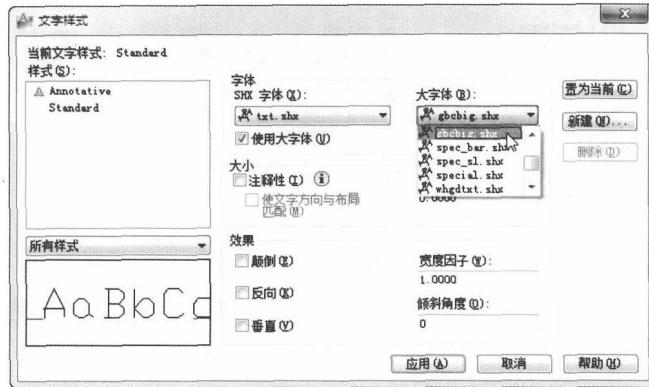 文字样式
当前文字样式: Standard
样式(S):
Annotative
Standard
字体
SHX 字体(X):
txt.shx
使用大字体(U)
大字体(B):
gbcbig.shx
gbcbig.shx
spec_bar.shx
spec_sl.shx
special.shx
whgdtxt.shx
置为当前(C)
新建(N)...
删除(D)
大小
注释性(I)
使文字方向与布局
匹配(M)
0.0000
所有样式
AaBbCc
效果
颠倒(E)
反向(K)
垂直(V)
宽度因子(W):
1.0000
倾斜角度(O):
0
应用(A)
取消
帮助(H)